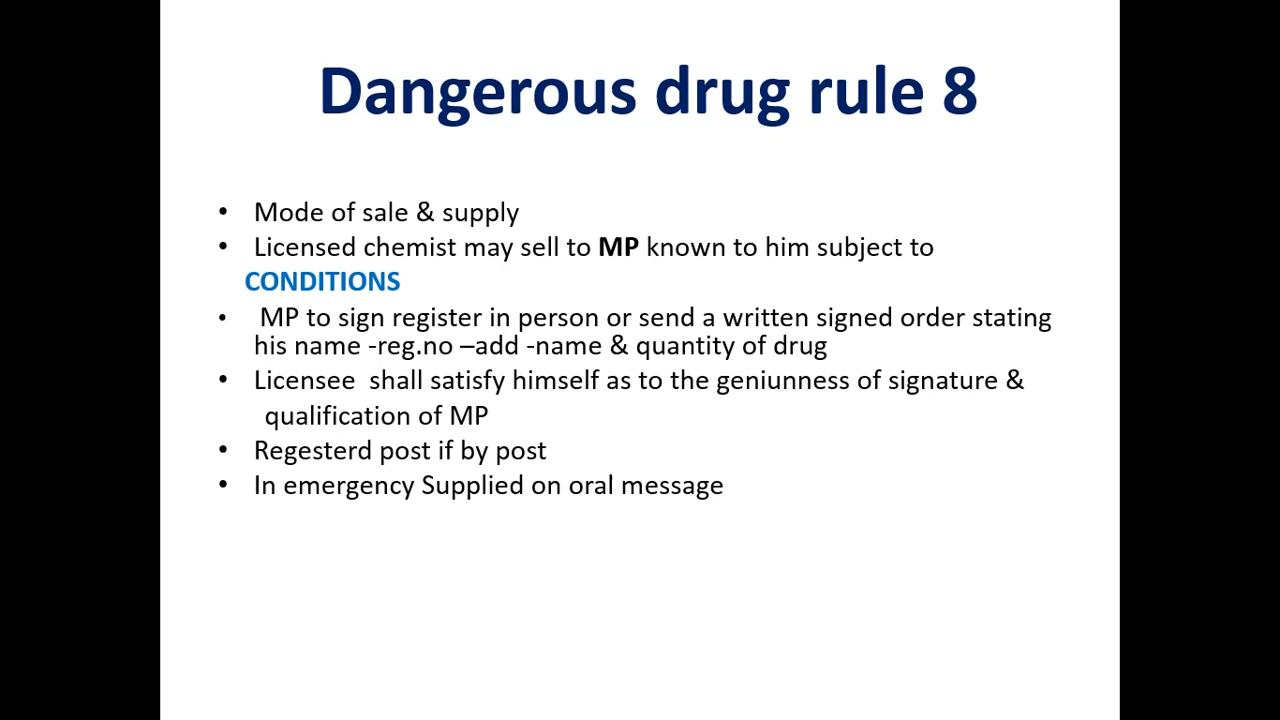 Dangerous drug rule 8
• Mode of sale & supply
• Licensed chemist may sell to MP known to him subject to
CONDITIONS
• MP to sign register in person or send a written signed order stating
his name -reg.no –add -name & quantity of drug
• Licensee shall satisfy himself as to the geniunness of signature &
qualification of MP
• Regesterd post if by post
• In emergency Supplied on oral message